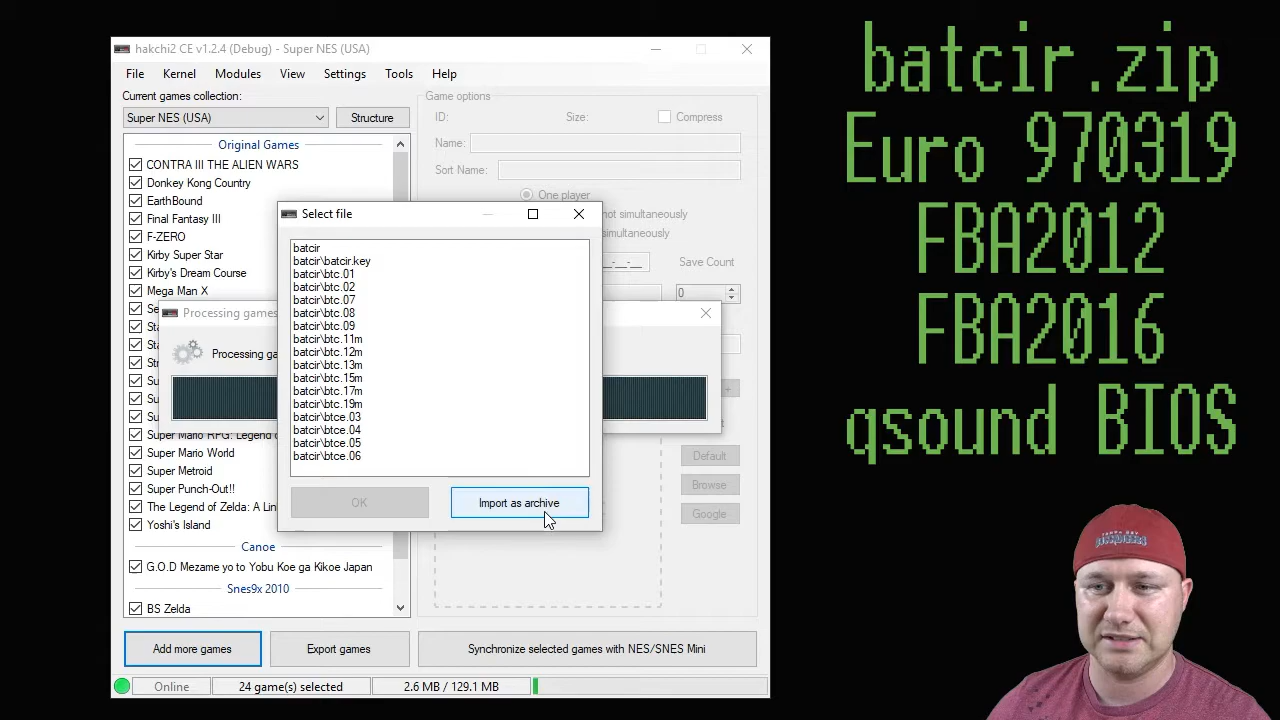 hakchi2 CE v1.2.4 (Debug) - Super NES (USA)
File Kernel Modules View Settings Tools Help
Current games collection:
Super NES (USA)
Structure
Original Games
CONTRA III THE ALIEN WARS
Donkey Kong Country
EarthBound
Final Fantasy III
F-ZERO
Kirby Super Star
Kirby's Dream Course
Mega Man X
Super Mario RPG: Legend o
Super Mario World
Super Metroid
Super Punch-Out!!
The Legend of Zelda: A Lin
Yoshi's Island
Canoe
G.O.D Mezame yo to Yobu Koe ga Kikoe Japan
Snes9x 2010
BS Zelda
Game options
ID:
Size:
Compress
Name:
Sort Name:
One player
not simultaneously
simultaneously
Save Count
0
Default
Browse
Google
Processing games
Processing ga
Select file
batcir
batcir\batcir.key
batcir\btc.01
batcir\btc.02
batcir\btc.07
batcir\btc.08
batcir\btc.09
batcir\btc.11m
batcir\btc.12m
batcir\btc.13m
batcir\btc.15m
batcir\btc.17m
batcir\btc.19m
batcir\btce.03
batcir\btce.04
batcir\btce.05
batcir\btce.06
OK
Import as archive
Add more games
Export games
Synchronize selected games with NES/SNES Mini
Online
24 game(s) selected
2.6 MB / 129.1 MB
batcir.zip
Euro 970319
FBA2012
FBA2016
qsound BIOS